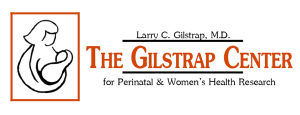 Larry C. Gilstrap, M.D.
THE GILSTRAP CENTER
for Perinatal & Women's Health Research